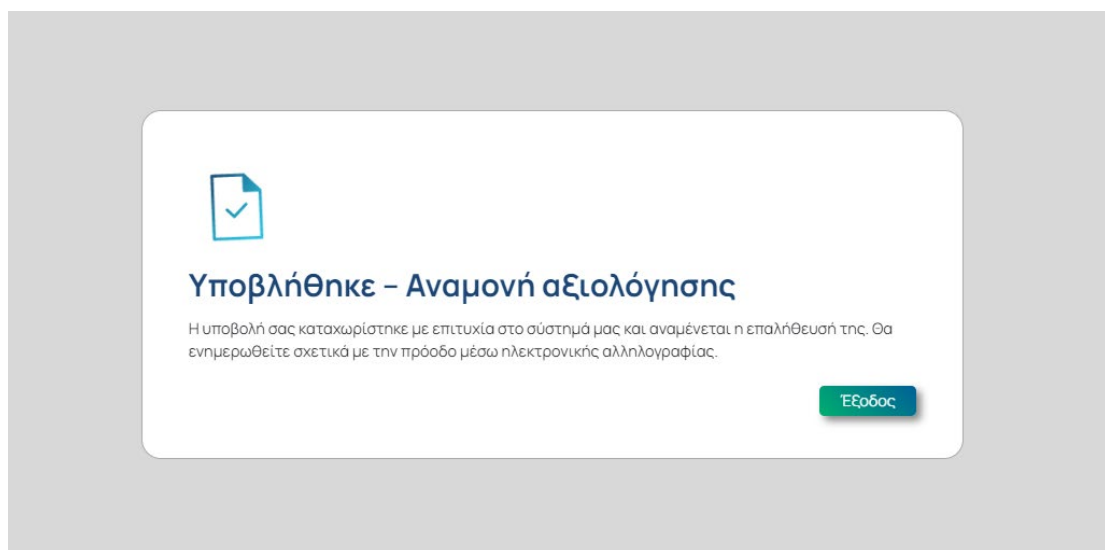 Υποβλήθηκε – Αναμονή αξιολόγησης
Η υποβολή σας καταχωρίστηκε με επιτυχία στο σύστημά μας και αναμένεται η επαλήθευσή της. Θα
ενημερωθείτε σχετικά με την πρόοδο μέσω ηλεκτρονικής αλληλογραφίας.
Έξοδος